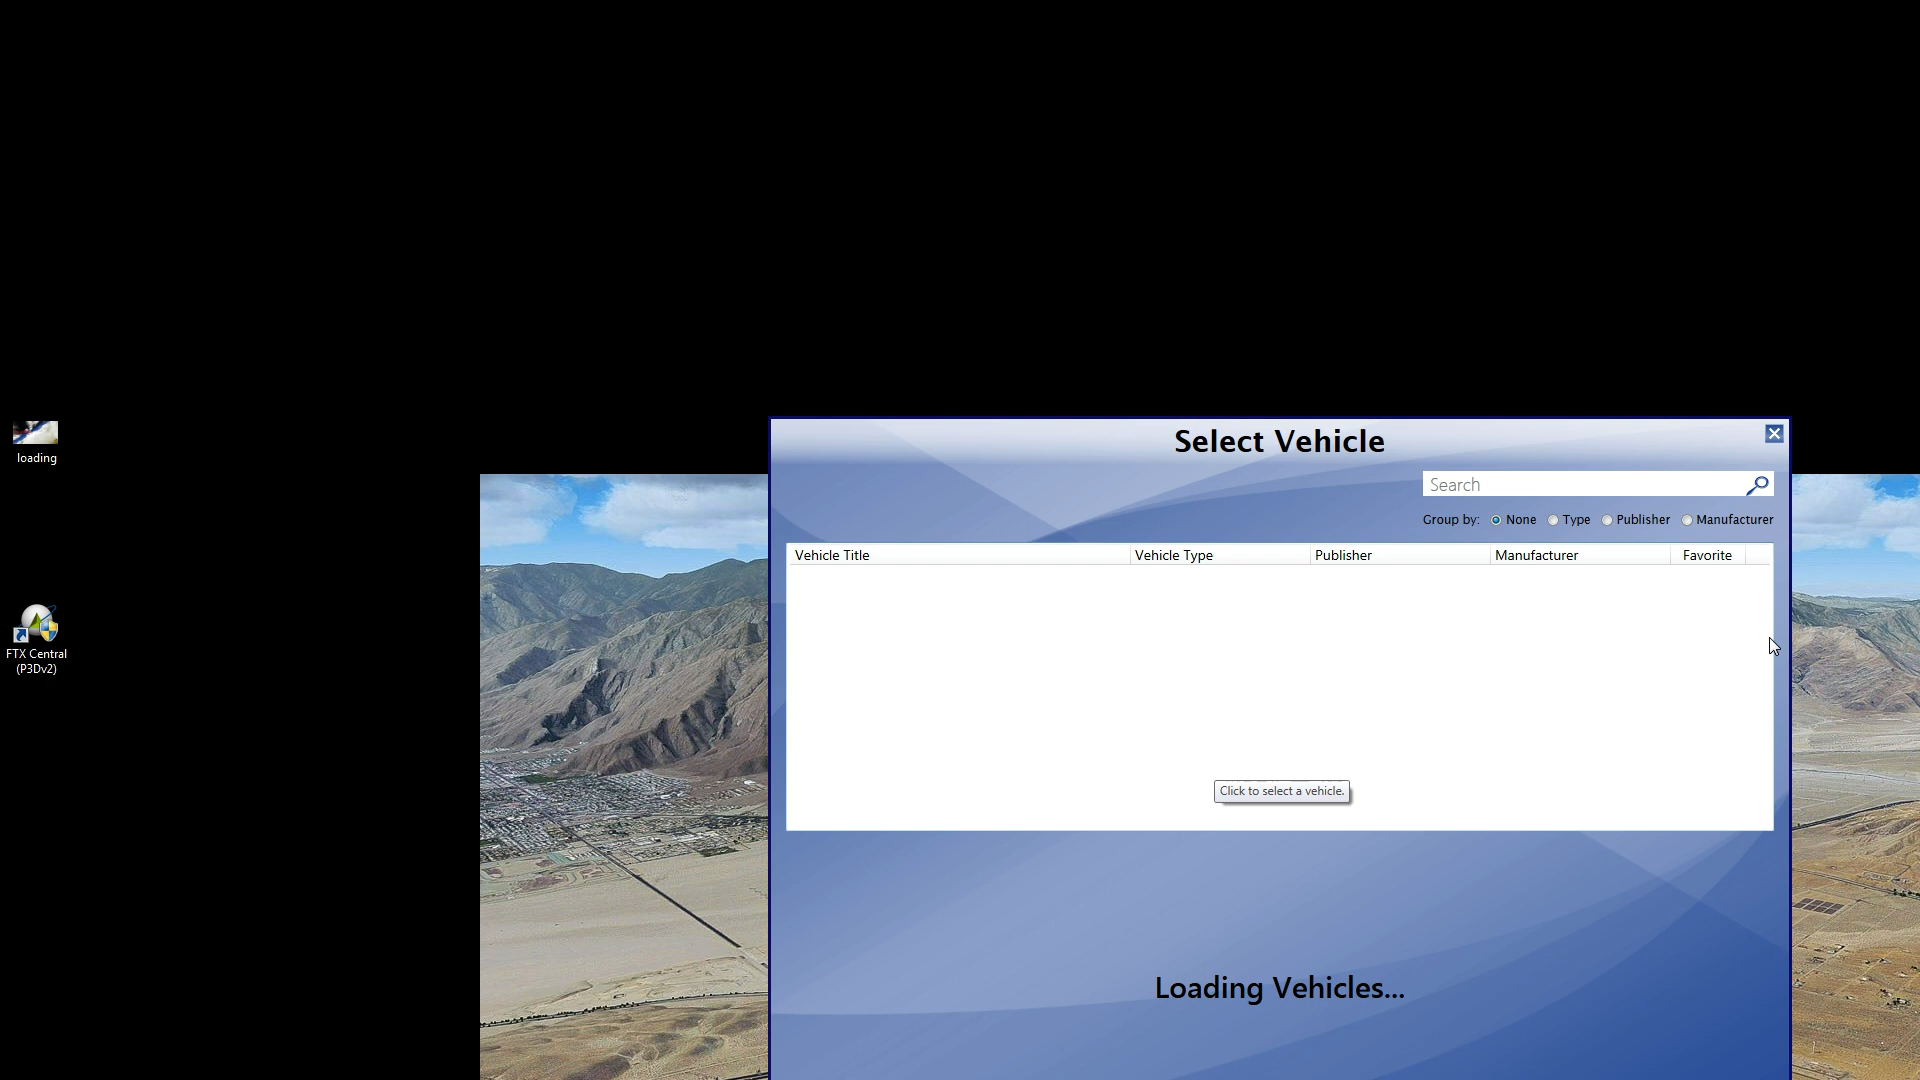 loading
FTX Central
(P3Dv2)
Select Vehicle
Search
Group by: None Type Publisher Manufacturer
Vehicle Title Vehicle Type Publisher Manufacturer Favorite
Click to select a vehicle.
Loading Vehicles...